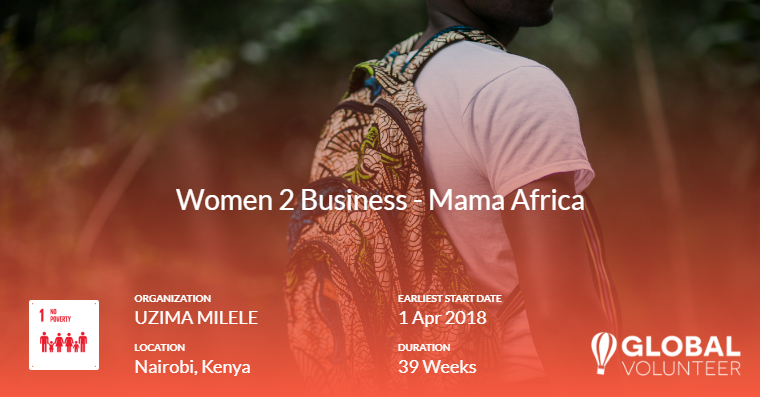 Women 2 Business - Mama Africa
1 NO
POVERTY
ORGANIZATION
UZIMA MILELE
LOCATION
Nairobi, Kenya
EARLIEST START DATE
1 Apr 2018
DURATION
39 Weeks
GLOBAL
VOLUNTEER